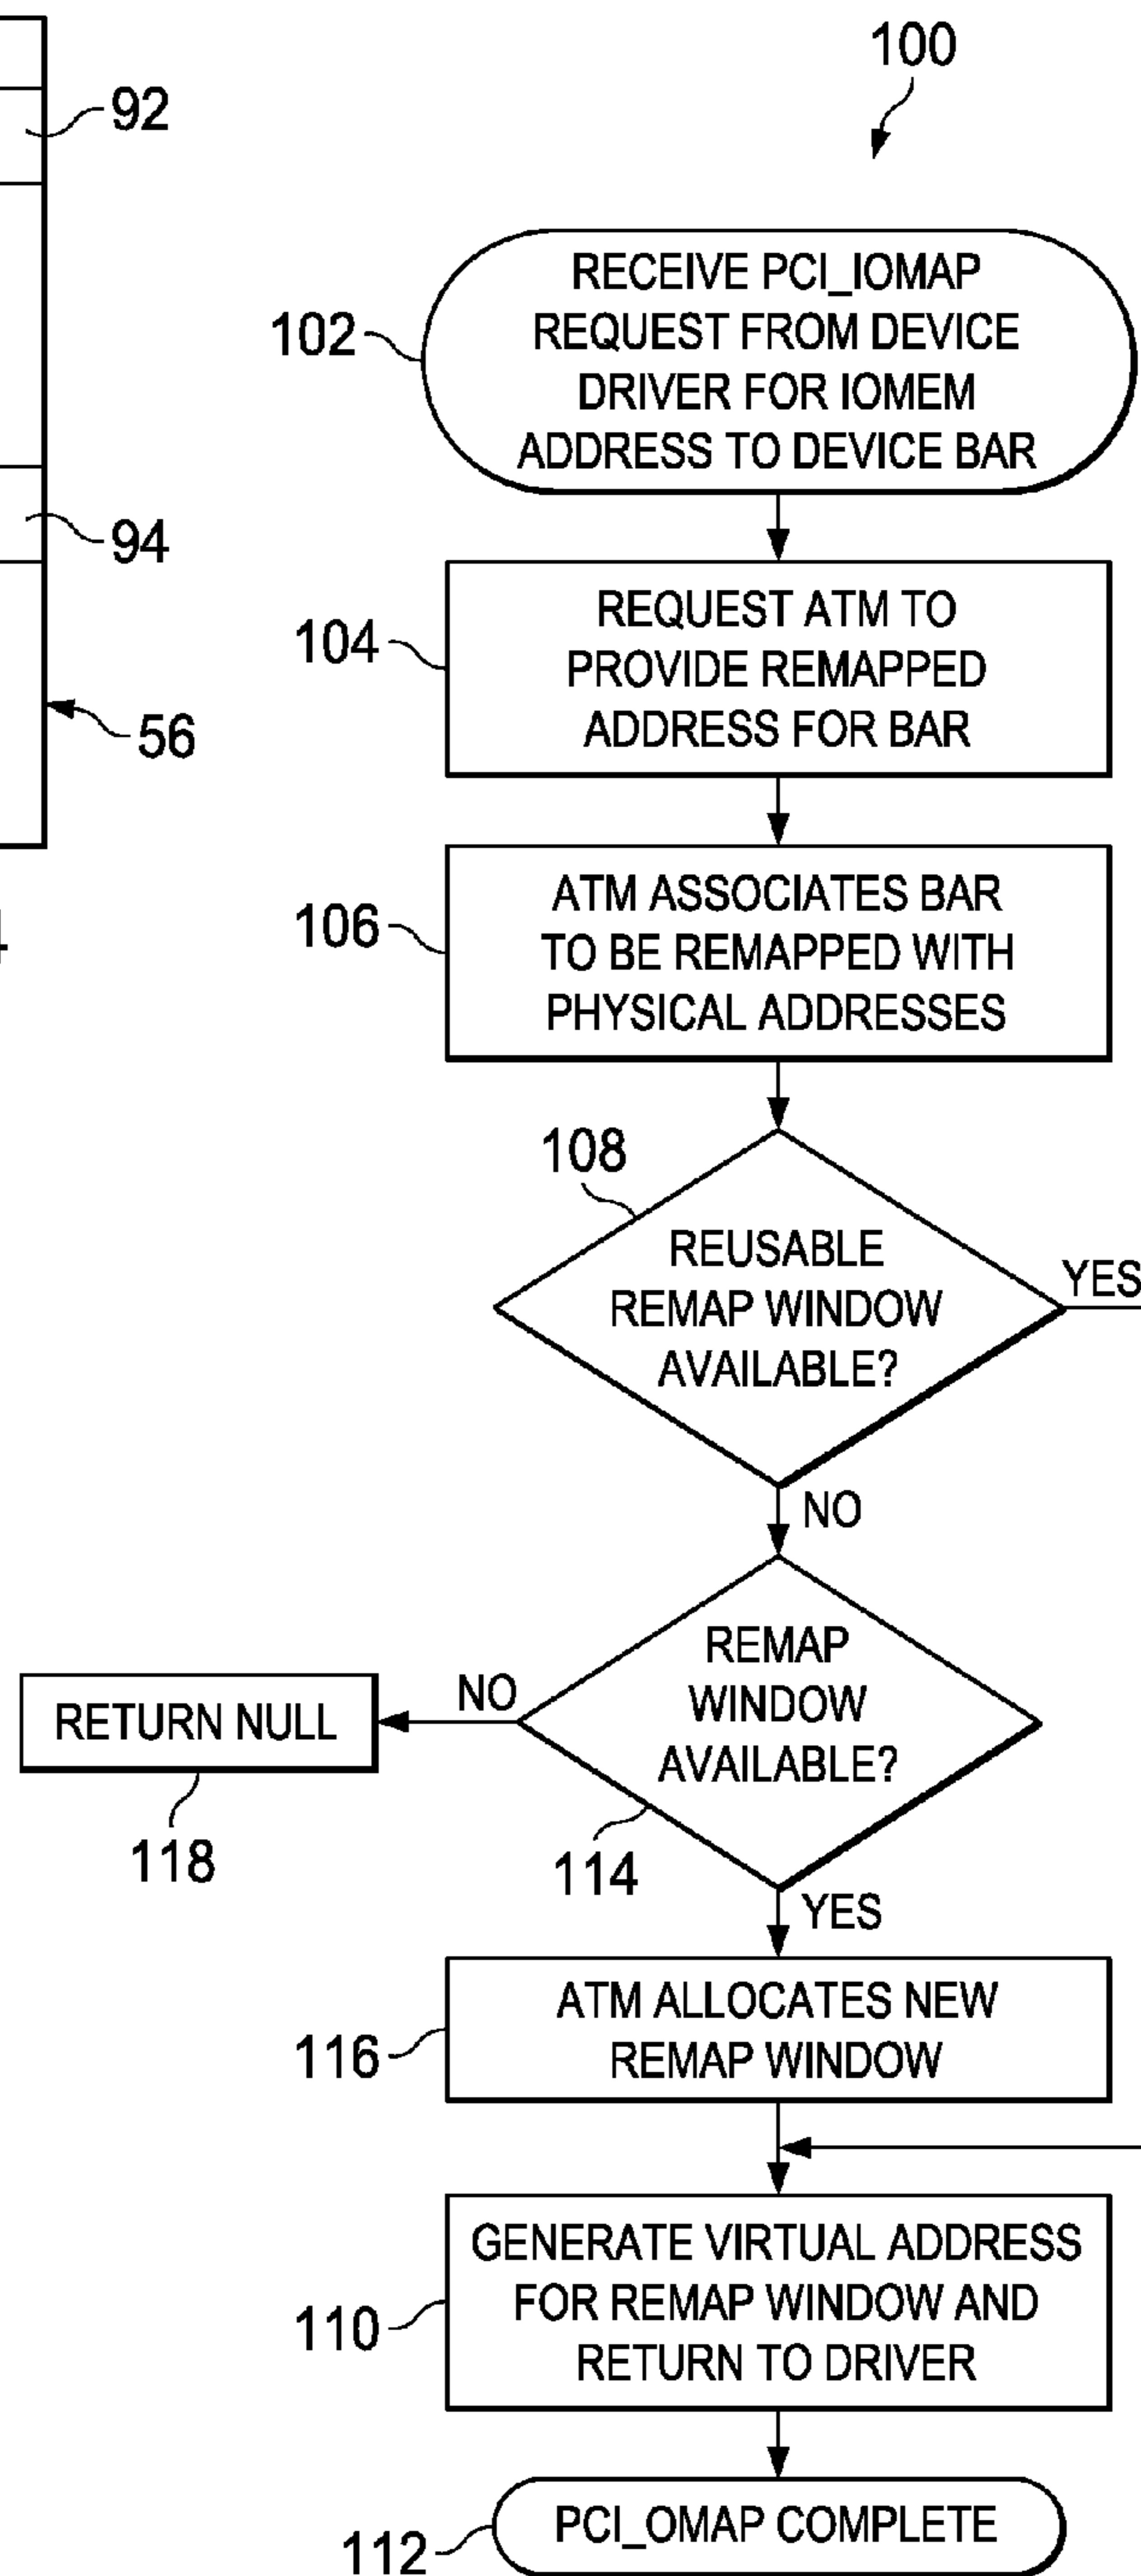 100
92
RECEIVE PCI_IOMAP
REQUEST FROM DEVICE
DRIVER FOR IOMEM
ADDRESS TO DEVICE BAR
102
94
REQUEST ATM TO
PROVIDE REMAPPED
ADDRESS FOR BAR
104
56
ATM ASSOCIATES BAR
TO BE REMAPPED WITH
PHYSICAL ADDRESSES
106
108
REUSABLE
REMAP WINDOW
AVAILABLE?
YES
NO
REMAP
WINDOW
AVAILABLE?
NO
RETURN NULL
118
114
YES
ATM ALLOCATES NEW
REMAP WINDOW
116
GENERATE VIRTUAL ADDRESS
FOR REMAP WINDOW AND
RETURN TO DRIVER
110
PCI_OMAP COMPLETE
112